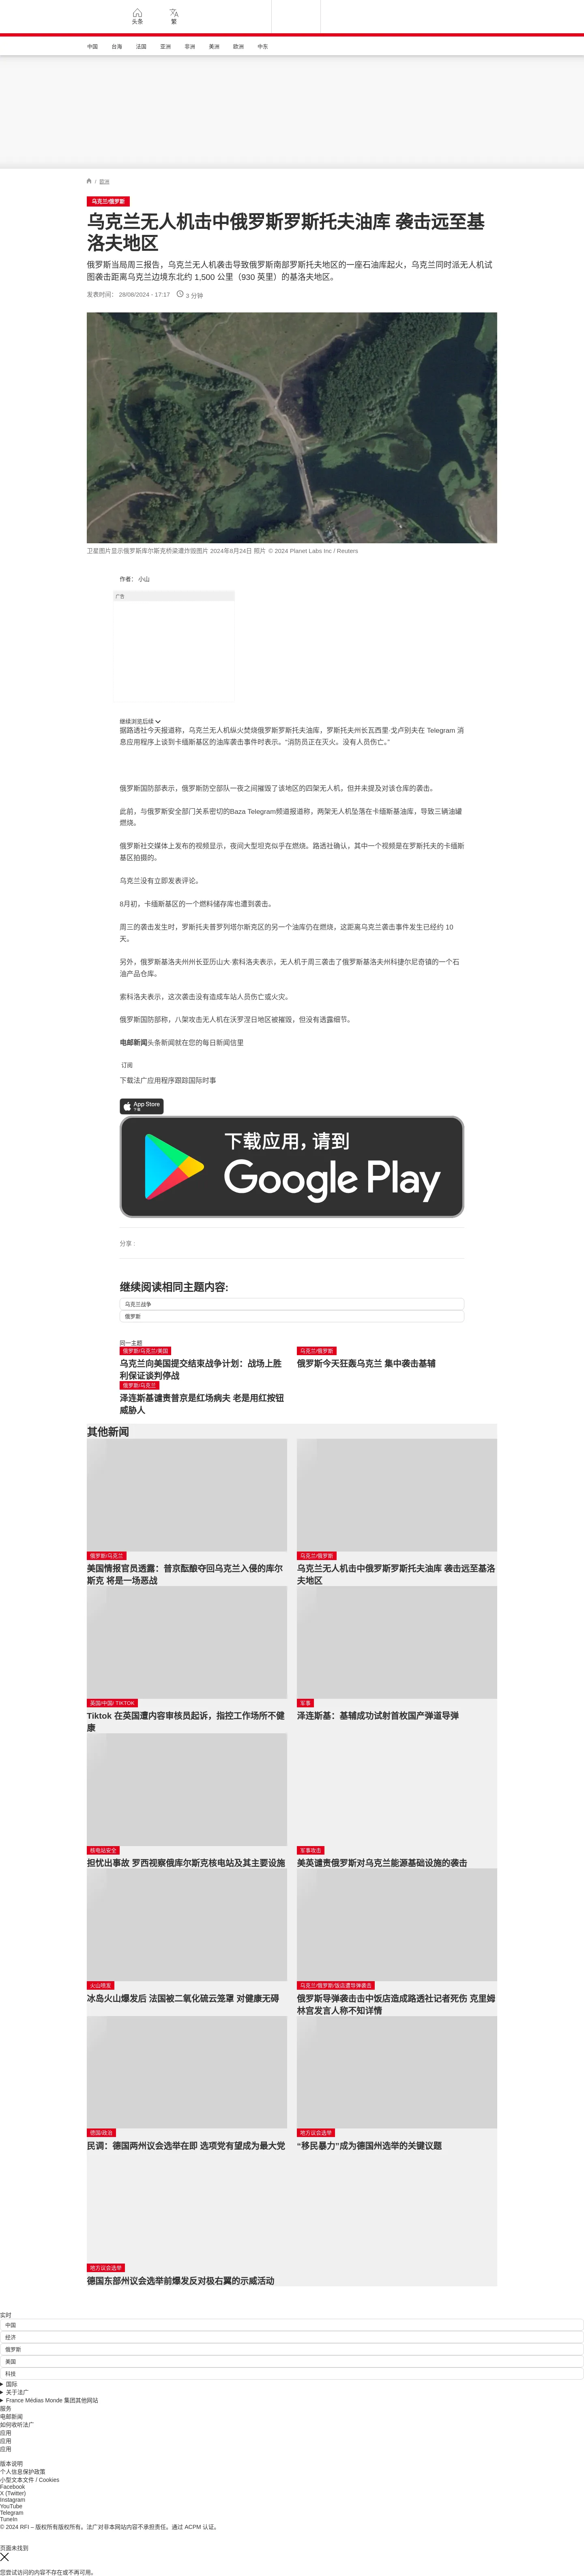 头条
繁
中国
台海
法国
亚洲
非洲
美洲
欧洲
中东
/ 欧洲
乌克兰/俄罗斯
乌克兰无人机击中俄罗斯罗斯托夫油库 袭击远至基
洛夫地区
俄罗斯当局周三报告，乌克兰无人机袭击导致俄罗斯南部罗斯托夫地区的一座石油库起火，乌克兰同时派无人机试
图袭击距离乌克兰边境东北约 1,500 公里（930 英里）的基洛夫地区。
发表时间： 28/08/2024 - 17:17
3 分钟
卫星图片显示俄罗斯库尔斯克桥梁遭炸毁图片 2024年8月24日 照片 © 2024 Planet Labs Inc / Reuters
作者： 小山
广告
继续浏览后续
据路透社今天报道称，乌克兰无人机纵火焚烧俄罗斯罗斯托夫油库，罗斯托夫州长瓦西里·戈卢别夫在 Telegram 消
息应用程序上谈到卡缅斯基区的油库袭击事件时表示。“消防员正在灭火。没有人员伤亡。”
俄罗斯国防部表示，俄罗斯防空部队一夜之间摧毁了该地区的四架无人机，但并未提及对该仓库的袭击。
此前，与俄罗斯安全部门关系密切的Baza Telegram频道报道称，两架无人机坠落在卡缅斯基油库，导致三辆油罐
燃烧。
俄罗斯社交媒体上发布的视频显示，夜间大型坦克似乎在燃烧。路透社确认，其中一个视频是在罗斯托夫的卡缅斯
基区拍摄的。
乌克兰没有立即发表评论。
8月初，卡缅斯基区的一个燃料储存库也遭到袭击。
周三的袭击发生时，罗斯托夫普罗列塔尔斯克区的另一个油库仍在燃烧，这距离乌克兰袭击事件发生已经约 10
天。
另外，俄罗斯基洛夫州州长亚历山大·索科洛夫表示，无人机于周三袭击了俄罗斯基洛夫州科捷尔尼奇镇的一个石
油产品仓库。
索科洛夫表示，这次袭击没有造成车站人员伤亡或火灾。
俄罗斯国防部称，八架攻击无人机在沃罗涅日地区被摧毁，但没有透露细节。
电邮新闻头条新闻就在您的每日新闻信里
订阅
下载法广应用程序跟踪国际时事
App Store
下载
下载应用，请到
Google Play
分享 :
继续阅读相同主题内容:
乌克兰战争
俄罗斯
同一主题
俄罗斯/乌克兰/美国
乌克兰向美国提交结束战争计划：战场上胜
利保证谈判停战
乌克兰/俄罗斯
俄罗斯今天狂轰乌克兰 集中袭击基辅
俄罗斯/乌克兰
泽连斯基谴责普京是红场病夫 老是用红按钮
威胁人
其他新闻
俄罗斯/乌克兰
美国情报官员透露：普京酝酿夺回乌克兰入侵的库尔
斯克 将是一场恶战
乌克兰/俄罗斯
乌克兰无人机击中俄罗斯罗斯托夫油库 袭击远至基洛
夫地区
英国/中国/ TIKTOK
Tiktok 在英国遭内容审核员起诉，指控工作场所不健
康
军事
泽连斯基：基辅成功试射首枚国产弹道导弹
核电站安全
担忧出事故 罗西视察俄库尔斯克核电站及其主要设施
军事攻击
美英谴责俄罗斯对乌克兰能源基础设施的袭击
火山喷发
冰岛火山爆发后 法国被二氧化硫云笼罩 对健康无碍
乌克兰/俄罗斯/饭店遭导弹袭击
俄罗斯导弹袭击击中饭店造成路透社记者死伤 克里姆
林宫发言人称不知详情
德国/政治
民调：德国两州议会选举在即 选项党有望成为最大党
地方议会选举
“移民暴力”成为德国州选举的关键议题
地方议会选举
德国东部州议会选举前爆发反对极右翼的示威活动
实时
中国
经济
俄罗斯
美国
科技
国际
关于法广
France Médias Monde 集团其他网站
服务
电邮新闻
如何收听法广
应用
应用
应用
版本说明
个人信息保护政策
小型文本文件 / Cookies
Facebook
X (Twitter)
Instagram
YouTube
Telegram
TuneIn
© 2024 RFI – 版权所有版权所有。法广对非本网站内容不承担责任。通过 ACPM 认证。
页面未找到
您尝试访问的内容不存在或不再可用。